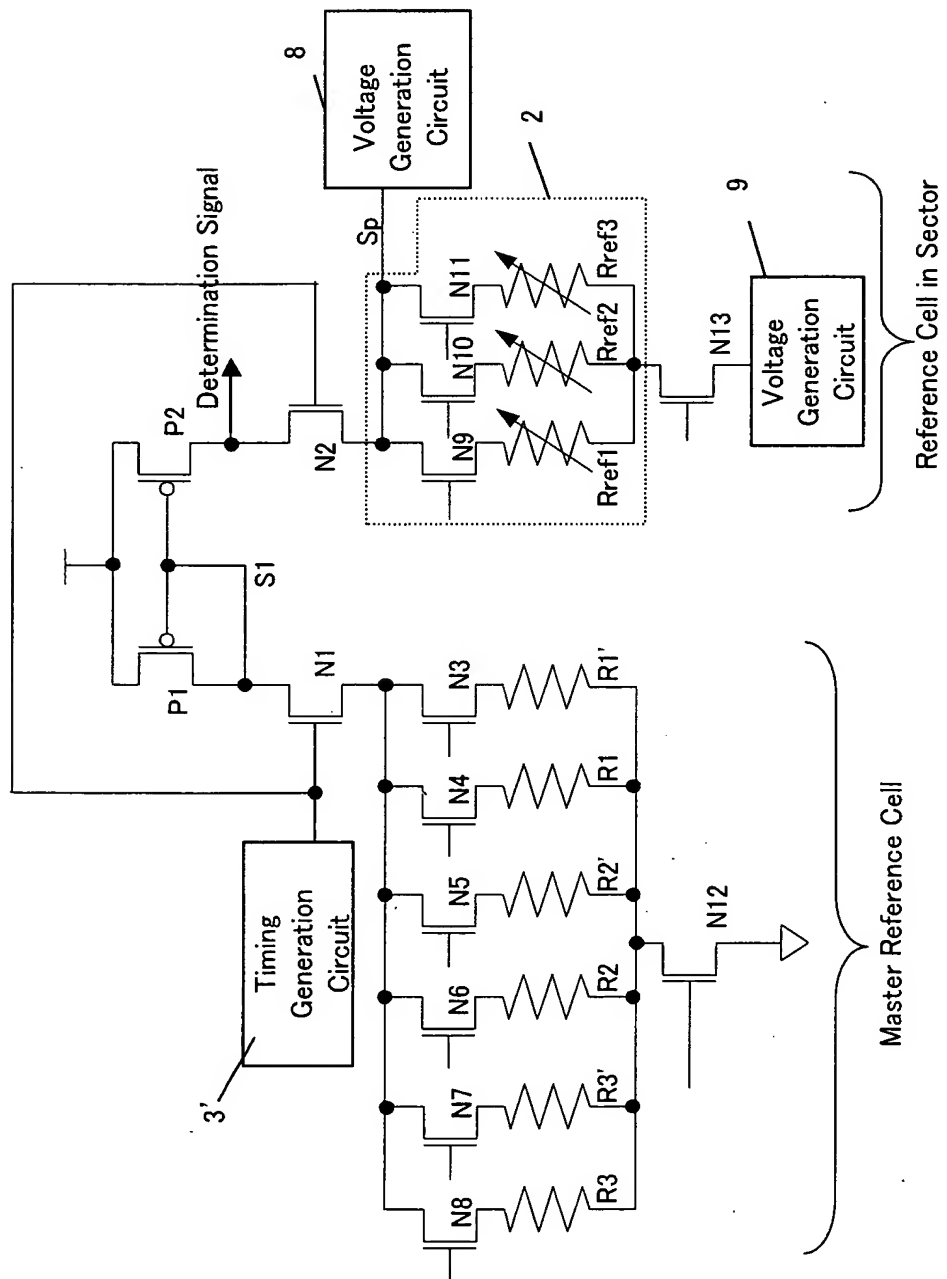 8
Voltage
Generation
Circuit
Sp
2
Determination Signal
P2
N2
S1
P1
N1
N9
N10
N11
Rref1
Rref2
Rref3
N13
9
Voltage
Generation
Circuit
Reference Cell in Sector
3'
Timing
Generation
Circuit
N8
N7
N6
N5
N4
N3
R3
R3'
R2
R2'
R1
R1'
N12
Master Reference Cell